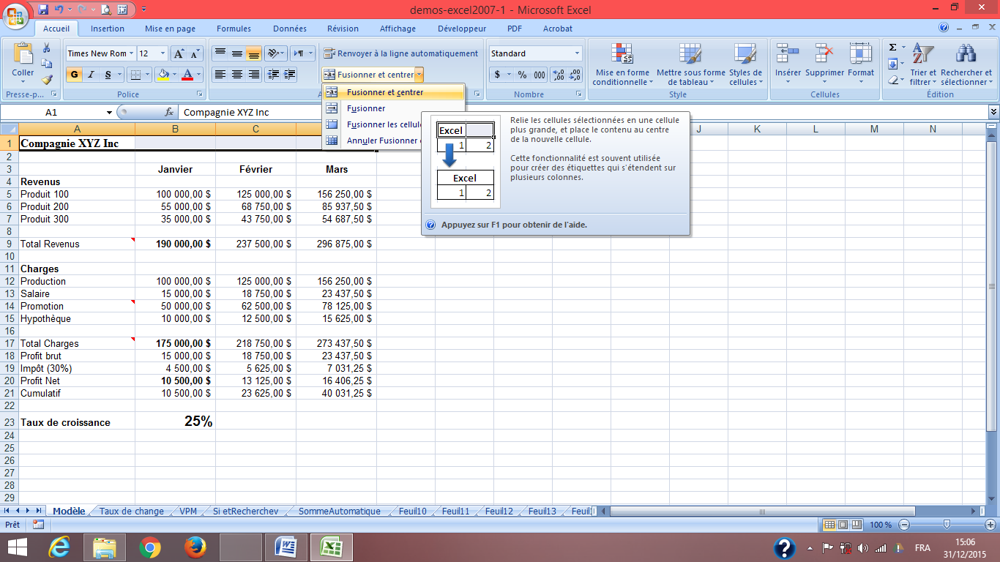 demos-excel2007-1 - Microsoft Excel
Accueil Insertion Mise en page Formules Données Révision Affichage Développeur PDF Acrobat
Coller
Presse-p...
Times New Rom 12
G I S
Police
Renvoyer à la ligne automatiquement
Fusionner et centrer
Standard
$ % 000
Nombre
Mise en forme conditionnelle
Mettre sous forme de tableau
Styles de cellules
Style
Insérer Supprimer Format
Cellules
Σ
Trier et filtrer
Rechercher et sélectionner
Édition
Fusionner et centrer
Fusionner
Fusionner les cellule
Annuler Fusionner
Excel
1 2
Excel
1 2
Relie les cellules sélectionnées en une cellule
plus grande, et place le contenu au centre
de la nouvelle cellule.
Cette fonctionnalité est souvent utilisée
pour créer des étiquettes qui s'étendent sur
plusieurs colonnes.
Appuyez sur F1 pour obtenir de l'aide.
A1 fx Compagnie XYZ Inc
A B C J K L M N
1 Compagnie XYZ Inc
2
3 Janvier Février Mars
4 Revenus
5 Produit 100 100 000,00 $ 125 000,00 $ 156 250,00 $
6 Produit 200 55 000,00 $ 68 750,00 $ 85 937,50 $
7 Produit 300 35 000,00 $ 43 750,00 $ 54 687,50 $
8
9 Total Revenus 190 000,00 $ 237 500,00 $ 296 875,00 $
10
11 Charges
12 Production 100 000,00 $ 125 000,00 $ 156 250,00 $
13 Salaire 15 000,00 $ 18 750,00 $ 23 437,50 $
14 Promotion 50 000,00 $ 62 500,00 $ 78 125,00 $
15 Hypothèque 10 000,00 $ 12 500,00 $ 15 625,00 $
16
17 Total Charges 175 000,00 $ 218 750,00 $ 273 437,50 $
18 Profit brut 15 000,00 $ 18 750,00 $ 23 437,50 $
19 Impôt (30%) 4 500,00 $ 5 625,00 $ 7 031,25 $
20 Profit Net 10 500,00 $ 13 125,00 $ 16 406,25 $
21 Cumulatif 10 500,00 $ 23 625,00 $ 40 031,25 $
22
23 Taux de croissance 25%
24
25
26
27
28
29
Modèle Taux de change VPM Si etRecherchev SommeAutomatique Feuil10 Feuil11 Feuil12 Feuil13 Feuil
Prêt 100 %
FRA 15:06
31/12/2015